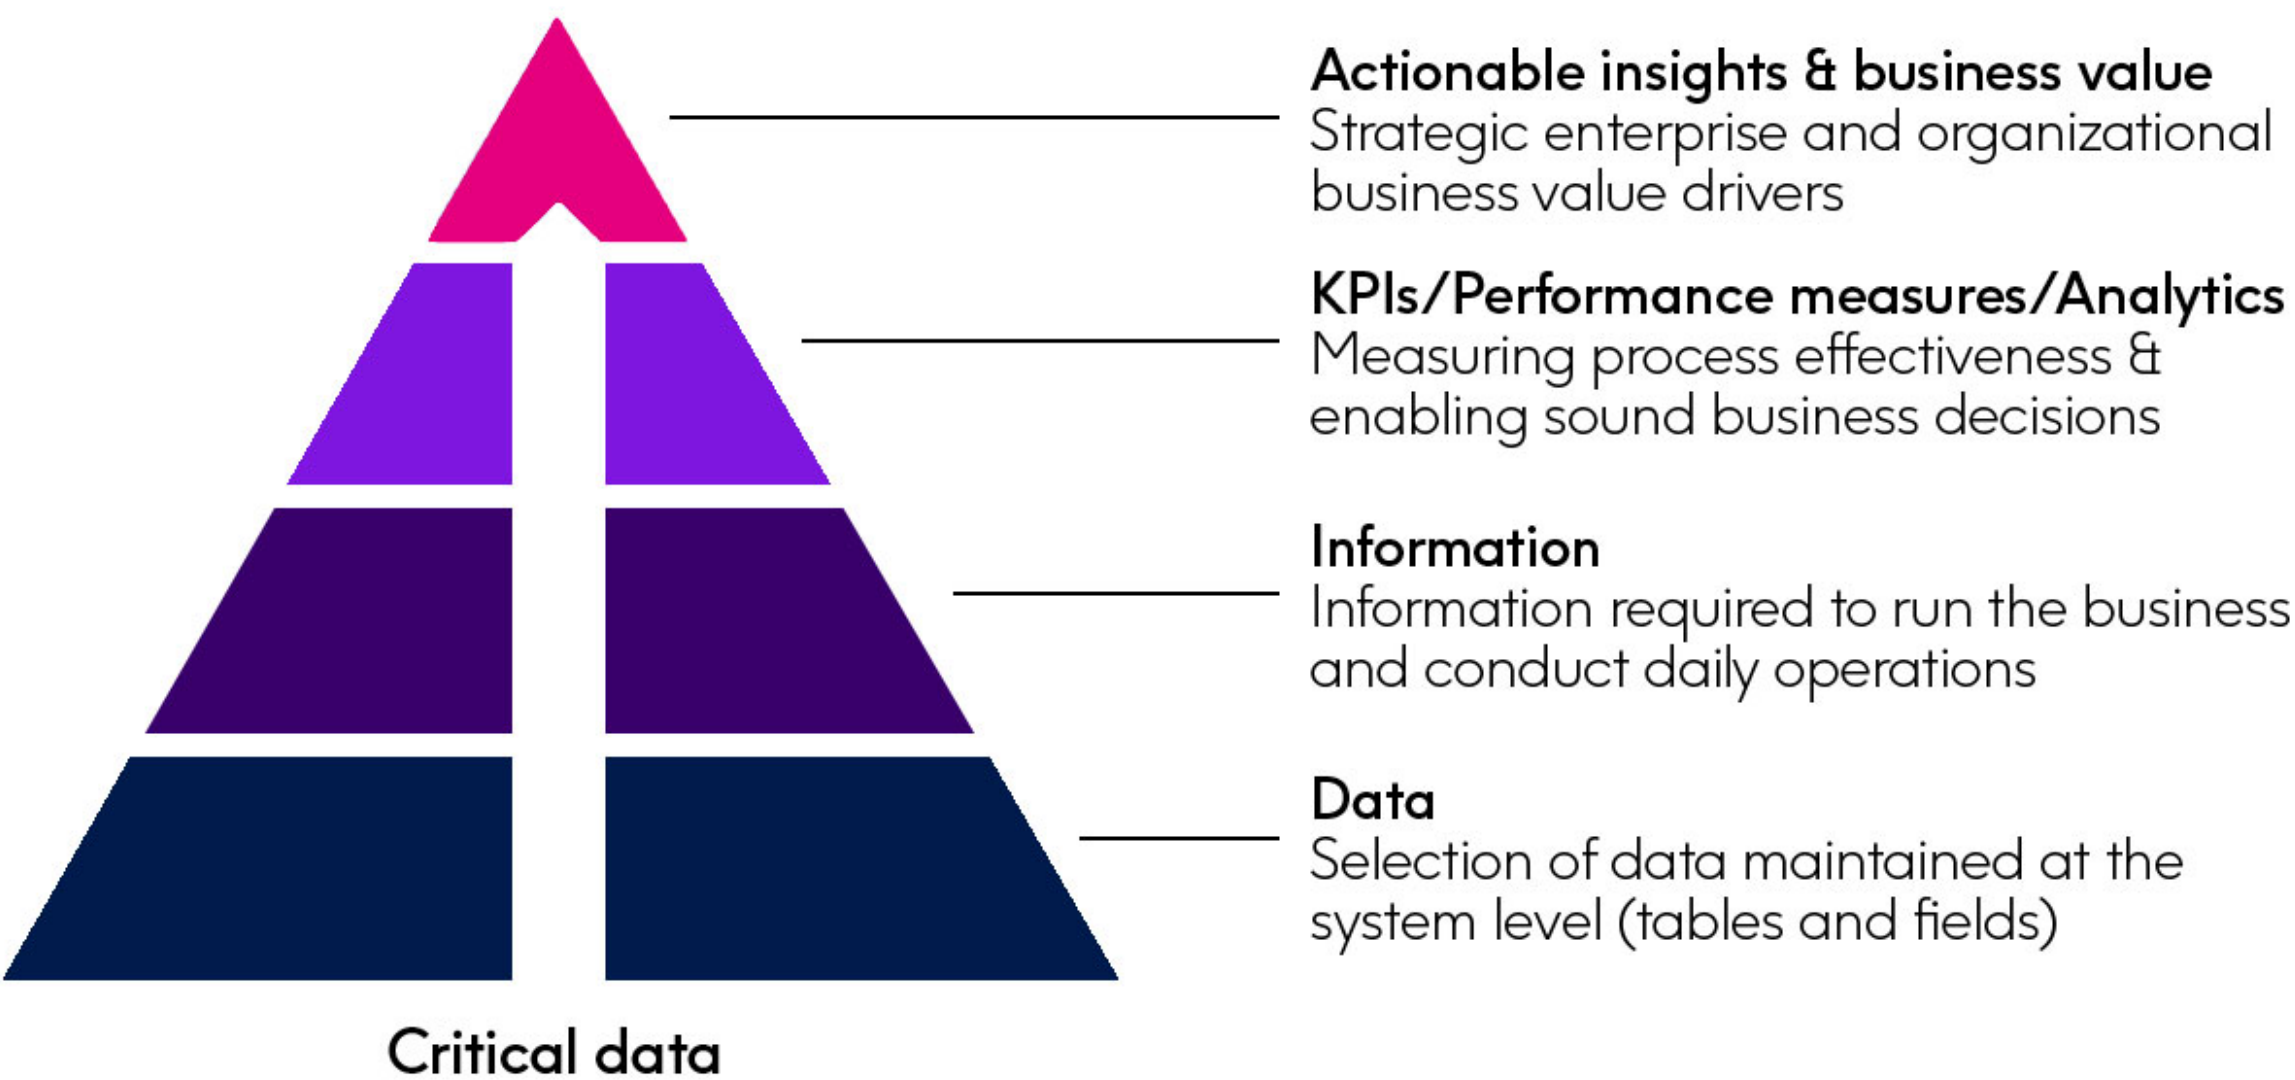 Actionable insights & business value
Strategic enterprise and organizational
business value drivers
KPIs/Performance measures/Analytics
Measuring process effectiveness &
enabling sound business decisions
Information
Information required to run the business
and conduct daily operations
Data
Selection of data maintained at the
system level (tables and fields)
Critical data